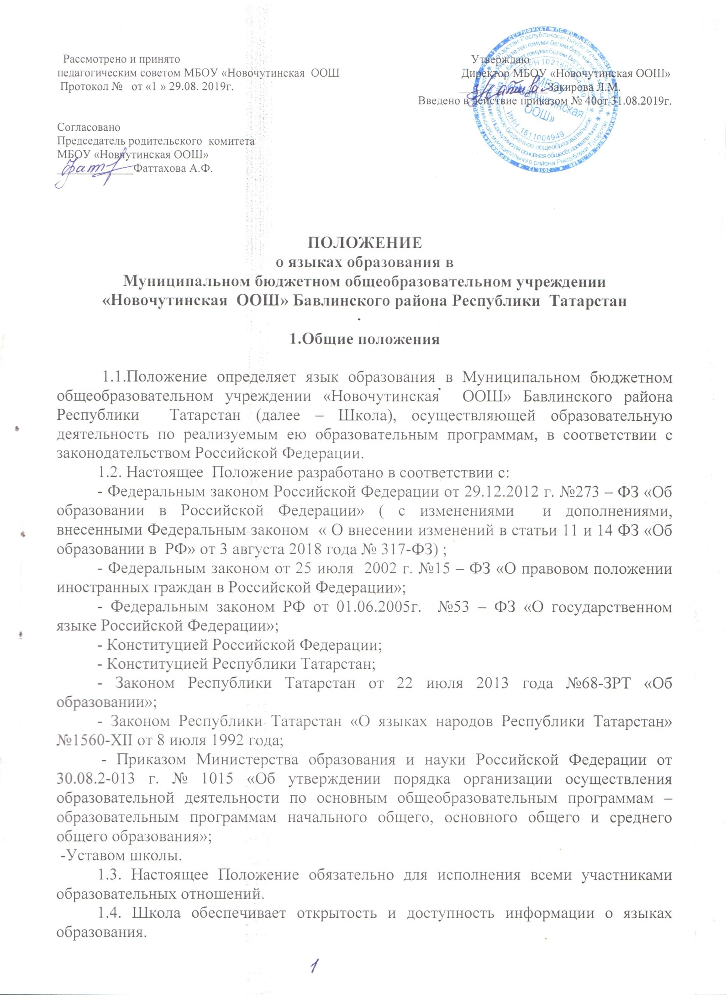 Рассмотрено и принято
педагогическим советом МБОУ «Новочутинская  ООШ
Протокол №   от «1 » 29.08. 2019г.
Утверждаю
Директор МБОУ «Новочутинская ООШ»
Закирова Л.М.
Введено в действие приказом № 40от 31.08.2019г.
МБОУ
«Новочутинская
ООШ»
ИНН 1611004949
Согласовано
Председатель родительского  комитета
МБОУ «Новчутинская ООШ»
Фаттахова А.Ф.
ПОЛОЖЕНИЕ
о языках образования в
Муниципальном бюджетном общеобразовательном учреждении
«Новочутинская  ООШ» Бавлинского района Республики  Татарстан
1.Общие положения
1.1.Положение определяет язык образования в Муниципальном бюджетном
общеобразовательном учреждении «Новочутинская  ООШ» Бавлинского района
Республики  Татарстан (далее – Школа), осуществляющей образовательную
деятельность по реализуемым ею образовательным программам, в соответствии с
законодательством Российской Федерации.
1.2. Настоящее  Положение разработано в соответствии с:
- Федеральным законом Российской Федерации от 29.12.2012 г. №273 – ФЗ «Об
образовании в Российской Федерации» ( с изменениями  и дополнениями,
внесенными Федеральным законом  « О внесении изменений в статьи 11 и 14 ФЗ «Об
образовании в  РФ» от 3 августа 2018 года № 317-ФЗ) ;
- Федеральным законом от 25 июля  2002 г. №15 – ФЗ «О правовом положении
иностранных граждан в Российской Федерации»;
- Федеральным законом РФ от 01.06.2005г.  №53 – ФЗ «О государственном
языке Российской Федерации»;
- Конституцией Российской Федерации;
- Конституцией Республики Татарстан;
- Законом Республики Татарстан от 22 июля 2013 года №68-ЗРТ «Об
образовании»;
- Законом Республики Татарстан «О языках народов Республики Татарстан»
№1560-XII от 8 июля 1992 года;
- Приказом Министерства образования и науки Российской Федерации от
30.08.2-013 г. № 1015 «Об утверждении порядка организации осуществления
образовательной деятельности по основным общеобразовательным программам –
образовательным программам начального общего, основного общего и среднего
общего образования»;
-Уставом школы.
1.3. Настоящее Положение обязательно для исполнения всеми участниками
образовательных отношений.
1.4. Школа обеспечивает открытость и доступность информации о языках
образования.
1